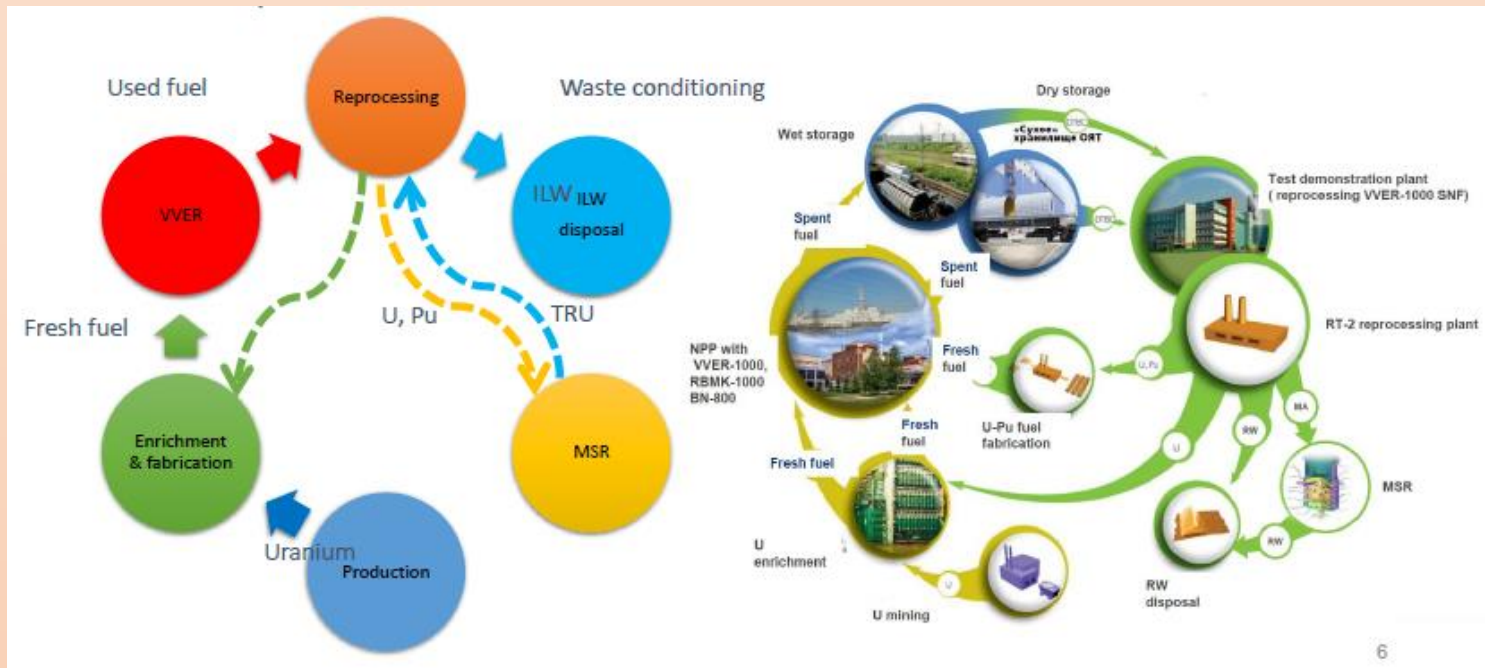 Used fuel
Reprocessing
Waste conditioning
VVER
ILW
ILW
disposal
Fresh fuel
U, Pu
TRU
Enrichment
& fabrication
MSR
Uranium
Production
Dry storage
Wet storage
«Сухое»
хранилище ОЯТ
Test demonstration plant
( reprocessing VVER-1000 SNF)
Spent
fuel
Spent
fuel
RT-2 reprocessing plant
NPP with
VVER-1000,
RBMK-1000
BN-800
Fresh
fuel
U, Pu
U-Pu fuel
fabrication
MA
RW
U
Fresh
fuel
Fresh fuel
MSR
RW
U
enrichment
U
U mining
RW
disposal
6